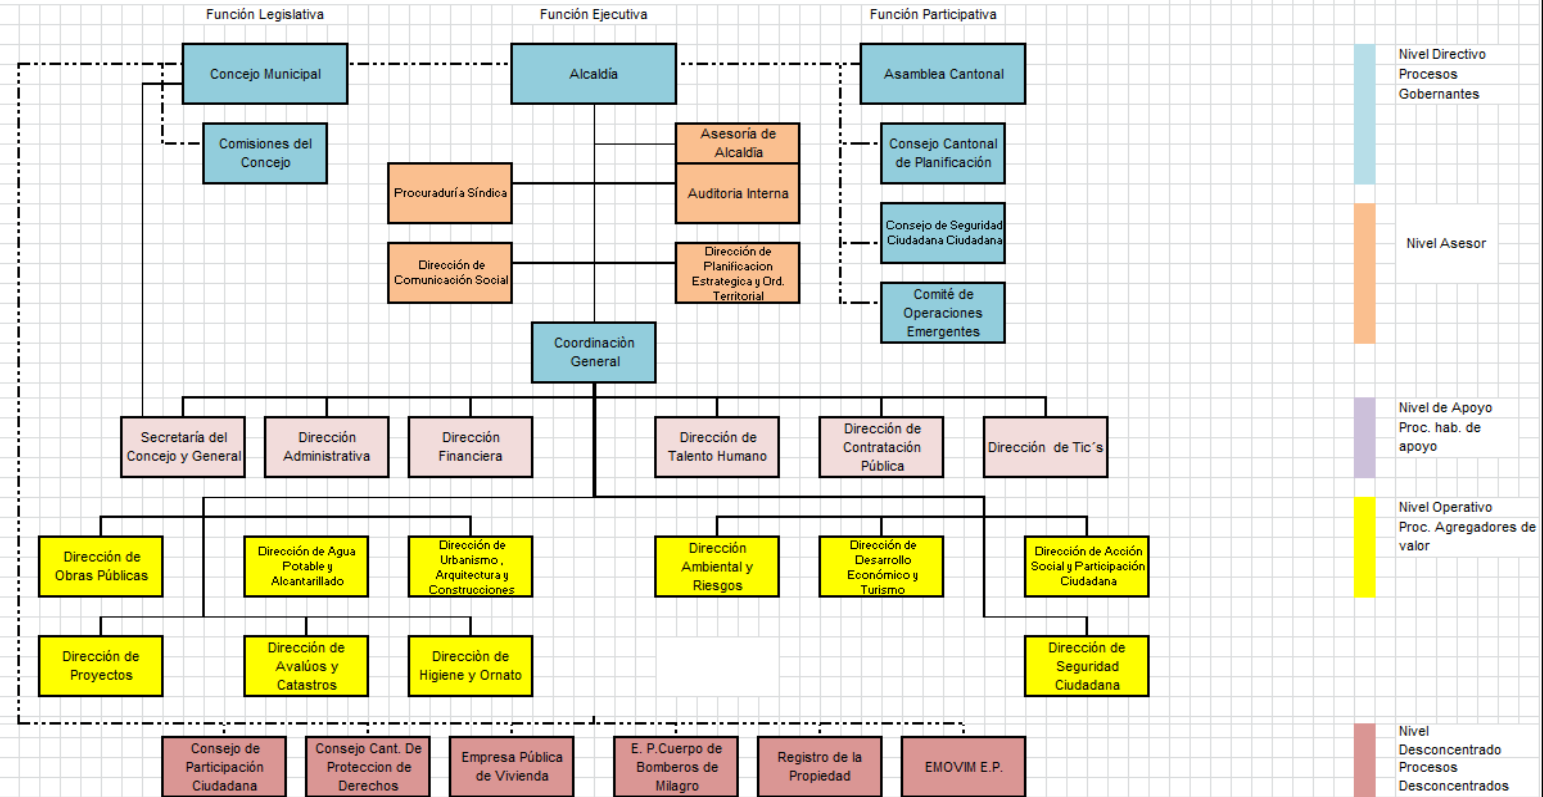 Función Legislativa
Función Ejecutiva
Función Participativa
Concejo Municipal
Alcaldía
Asamblea Cantonal
Nivel Directivo
Procesos
Gobernantes
Comisiones del
Concejo
Asesoría de
Alcaldìa
Consejo Cantonal
de Planificación
Procuraduría Síndica
Auditoria Interna
Consejo de Seguridad
Ciudadana Ciudadana
Nivel Asesor
Dirección de
Comunicación Social
Dirección de
Planificacion
Estrategica y Ord.
Territorial
Comité de
Operaciones
Emergentes
Coordinaciòn
General
Secretaría del
Concejo y General
Dirección
Administrativa
Dirección
Financiera
Dirección de
Talento Humano
Dirección de
Contratación
Pública
Dirección de Tic´s
Nivel de Apoyo
Proc. hab. de
apoyo
Nivel Operativo
Proc. Agregadores de
valor
Dirección de
Obras Públicas
Dirección de Agua
Potable y
Alcantarillado
Dirección de
Urbanismo ,
Arquitectura y
Construcciones
Dirección
Ambiental y
Riesgos
Dirección de
Desarrollo
Económico y
Turismo
Dirección de Acción
Social y Participación
Ciudadana
Dirección de
Proyectos
Dirección de
Avalúos y
Catastros
Direcciòn de
Higiene y Ornato
Dirección de
Seguridad
Ciudadana
Consejo de
Participación
Ciudadana
Consejo Cant. De
Proteccion de
Derechos
Empresa Pública
de Vivienda
E. P.Cuerpo de
Bomberos de
Milagro
Registro de la
Propiedad
EMOVIM E.P.
Nivel
Desconcentrado
Procesos
Desconcentrados